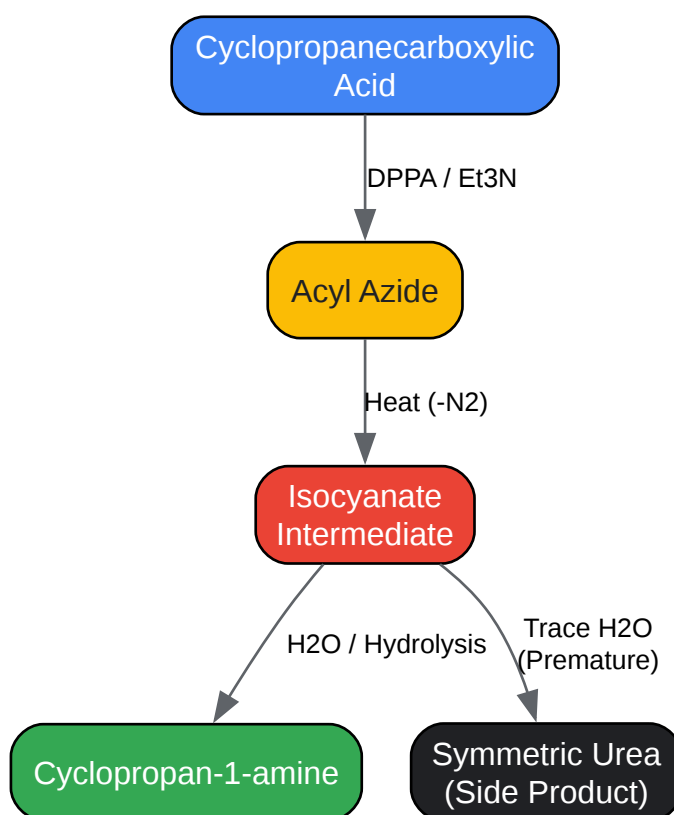 Cyclopropanecarboxylic
Acid
DPPA / Et3N
Acyl Azide
Heat (-N2)
Isocyanate
Intermediate
H2O / Hydrolysis
Trace H2O
(Premature)
Cyclopropan-1-amine
Symmetric Urea
(Side Product)